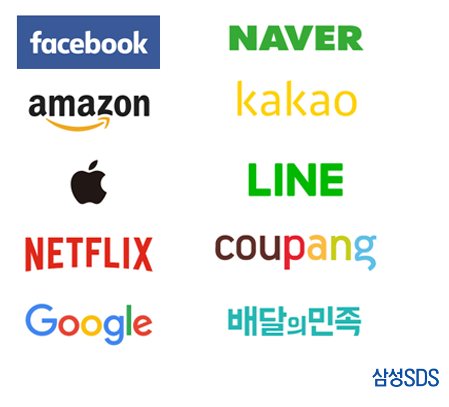 facebook
NAVER
amazon
kakao
LINE
NETFLIX
coupang
Google
배달의민족
삼성SDS